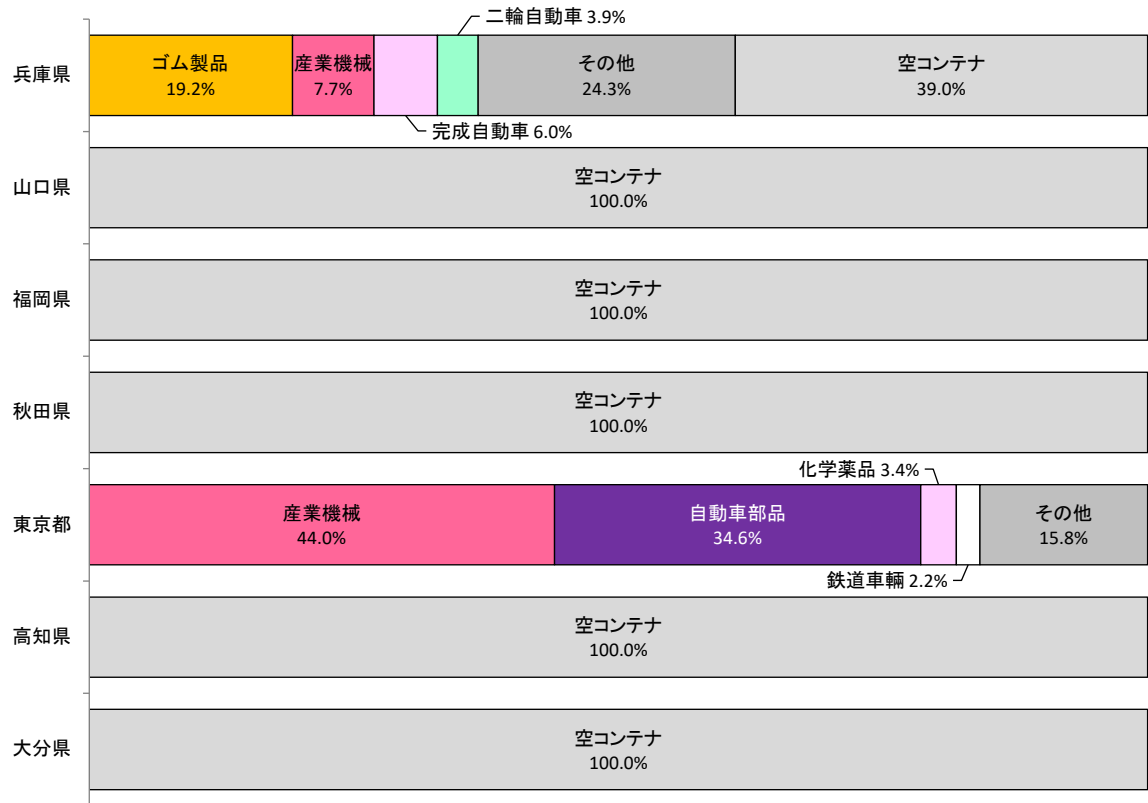 二輪自動車 3.9%
兵庫県
ゴム製品
19.2%
産業機械
7.7%
その他
24.3%
空コンテナ
39.0%
完成自動車 6.0%
山口県
空コンテナ
100.0%
福岡県
空コンテナ
100.0%
秋田県
空コンテナ
100.0%
化学薬品 3.4%
東京都
産業機械
44.0%
自動車部品
34.6%
その他
15.8%
鉄道車輛 2.2%
高知県
空コンテナ
100.0%
大分県
空コンテナ
100.0%